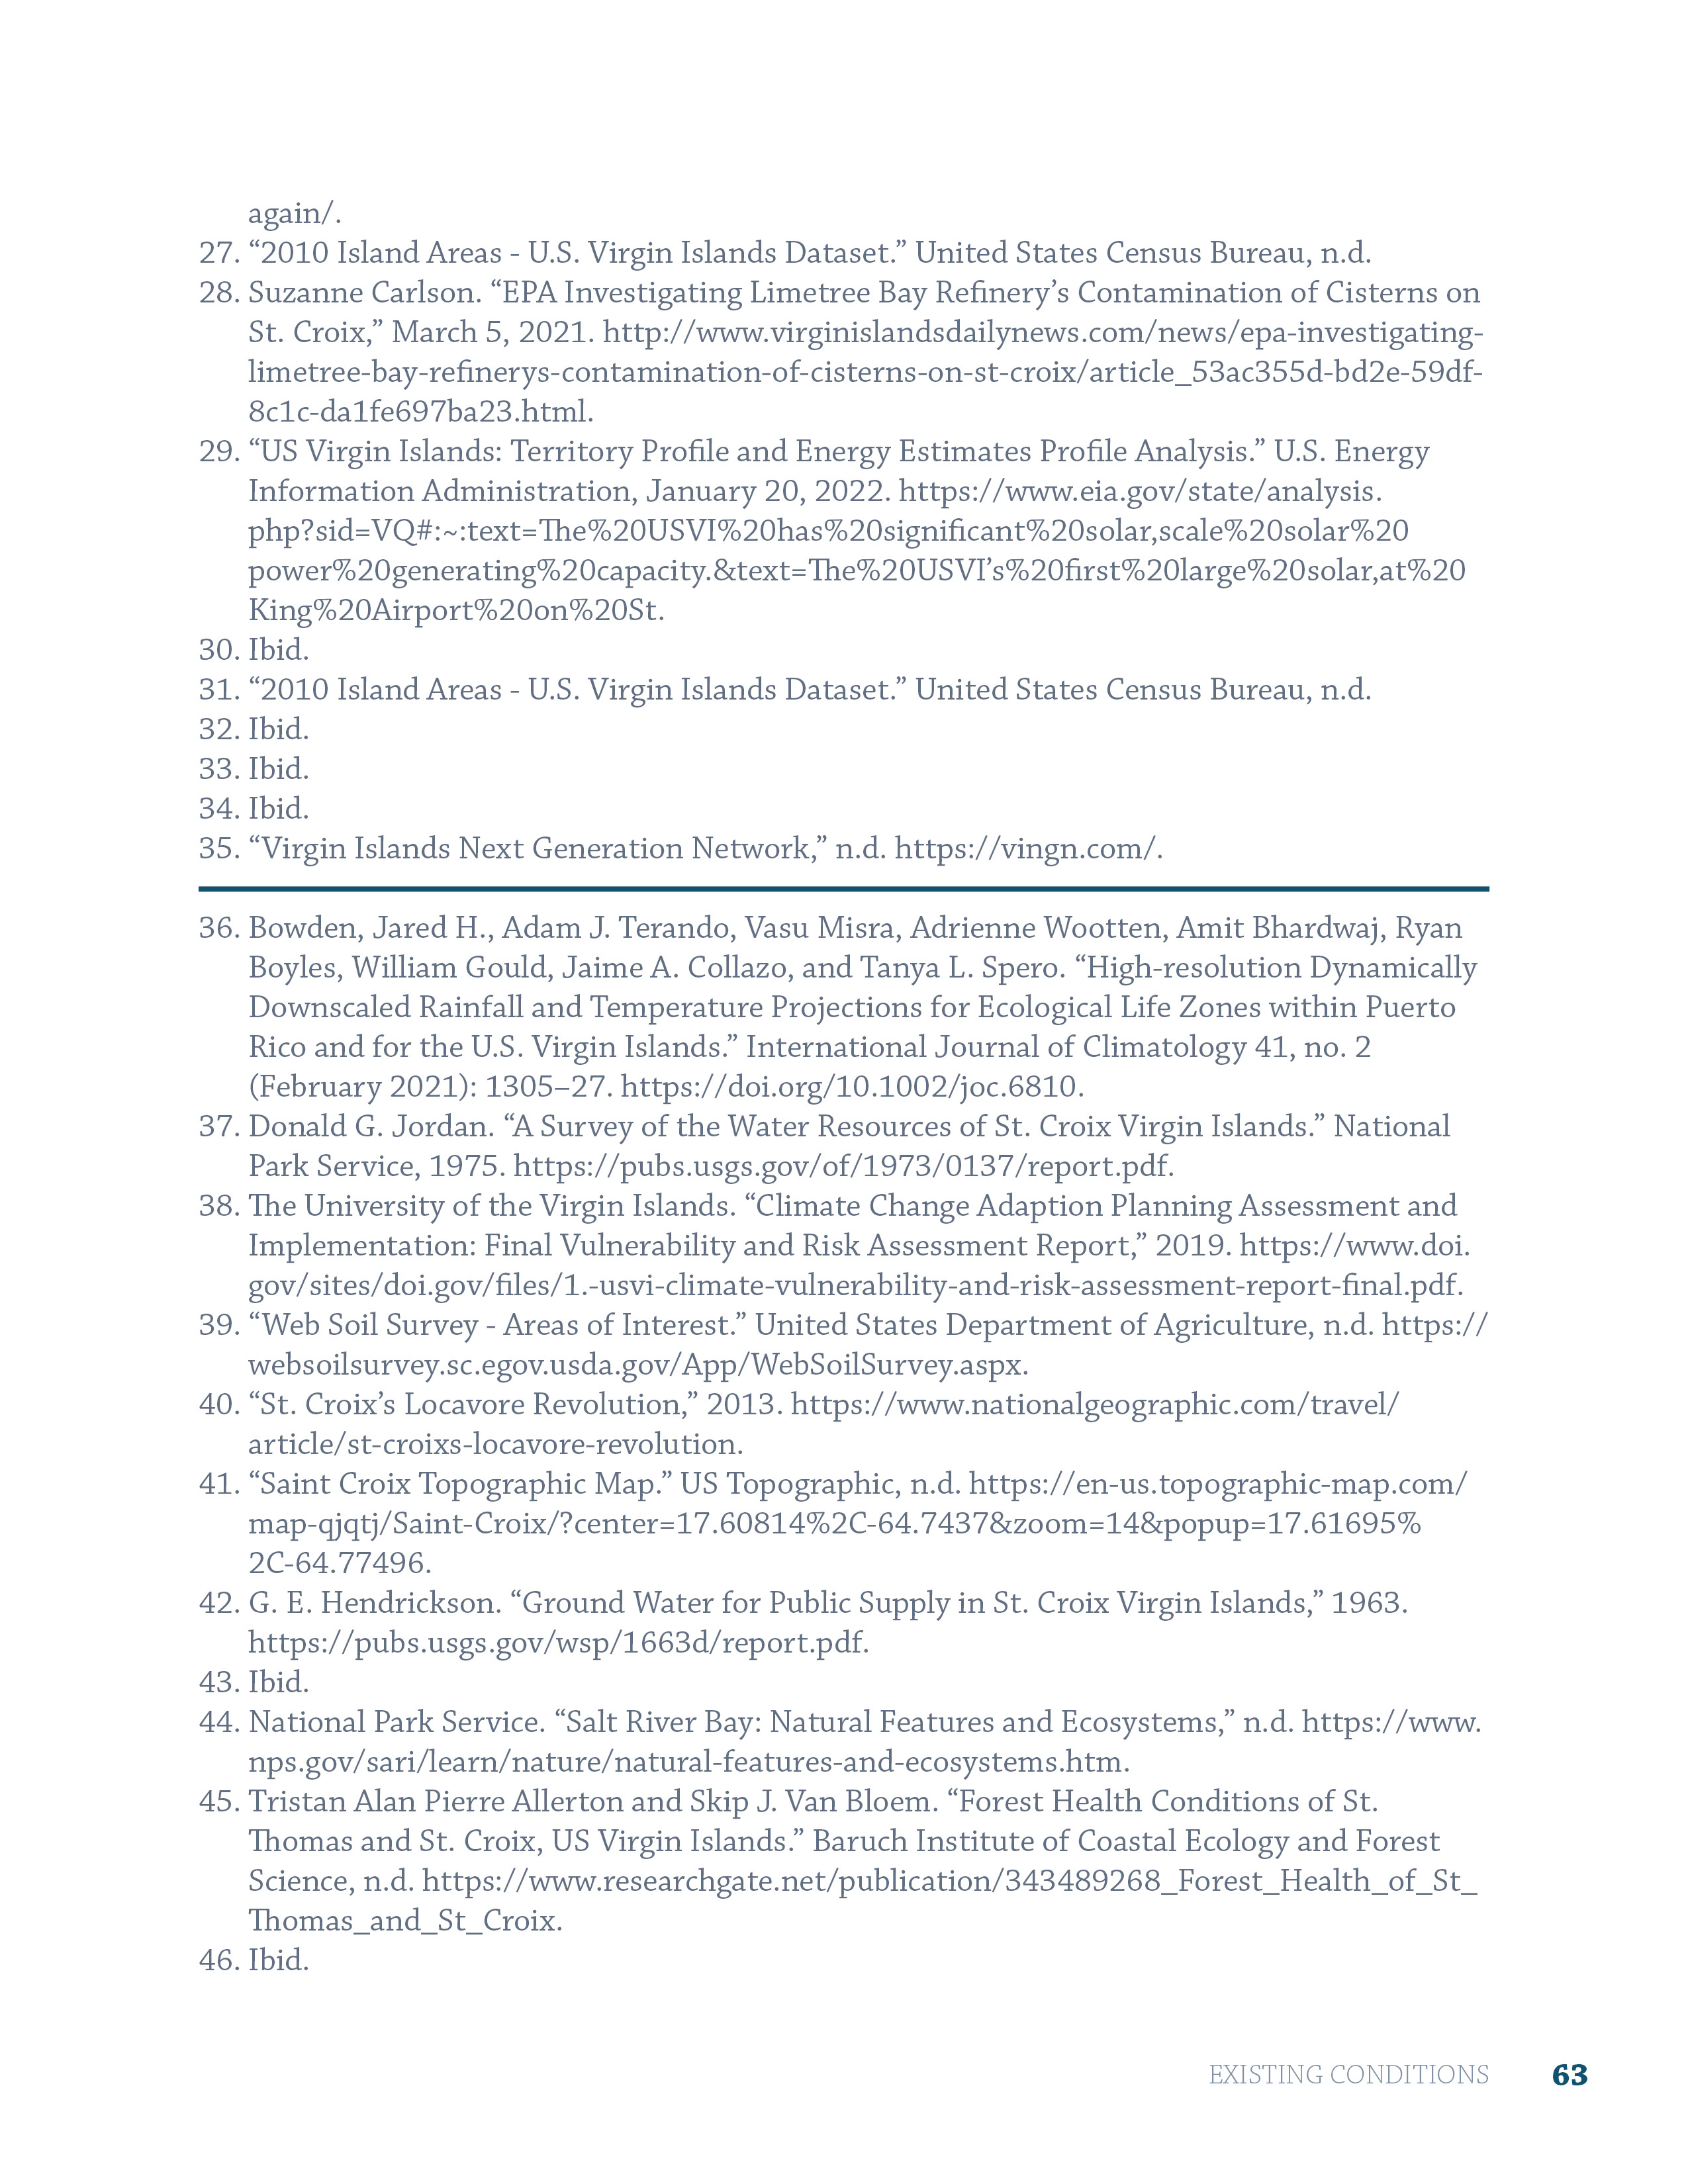 again/.
27. “2010 Island Areas - U.S. Virgin Islands Dataset.” United States Census Bureau, n.d.
28. Suzanne Carlson. “EPA Investigating Limetree Bay Refinery’s Contamination of Cisterns on
St. Croix,” March 5, 2021. http://www.virginislandsdailynews.com/news/epa-investigating-
limetree-bay-refinerys-contamination-of-cisterns-on-st-croix/article_53ac355d-bd2e-59df-
8c1c-da1fe697ba23.html.
29. “US Virgin Islands: Territory Profile and Energy Estimates Profile Analysis.” U.S. Energy
Information Administration, January 20, 2022. https://www.eia.gov/state/analysis.
php?sid=VQ#:~:text=The%20USVI%20has%20significant%20solar,scale%20solar%20
power%20generating%20capacity.&text=The%20USVI’s%20first%20large%20solar,at%20
King%20Airport%20on%20St.
30. Ibid.
31. “2010 Island Areas - U.S. Virgin Islands Dataset.” United States Census Bureau, n.d.
32. Ibid.
33. Ibid.
34. Ibid.
35. “Virgin Islands Next Generation Network,” n.d. https://vingn.com/.
36. Bowden, Jared H., Adam J. Terando, Vasu Misra, Adrienne Wootten, Amit Bhardwaj, Ryan
Boyles, William Gould, Jaime A. Collazo, and Tanya L. Spero. “High-resolution Dynamically
Downscaled Rainfall and Temperature Projections for Ecological Life Zones within Puerto
Rico and for the U.S. Virgin Islands.” International Journal of Climatology 41, no. 2
(February 2021): 1305–27. https://doi.org/10.1002/joc.6810.
37. Donald G. Jordan. “A Survey of the Water Resources of St. Croix Virgin Islands.” National
Park Service, 1975. https://pubs.usgs.gov/of/1973/0137/report.pdf.
38. The University of the Virgin Islands. “Climate Change Adaption Planning Assessment and
Implementation: Final Vulnerability and Risk Assessment Report,” 2019. https://www.doi.
gov/sites/doi.gov/files/1.-usvi-climate-vulnerability-and-risk-assessment-report-final.pdf.
39. “Web Soil Survey - Areas of Interest.” United States Department of Agriculture, n.d. https://
websoilsurvey.sc.egov.usda.gov/App/WebSoilSurvey.aspx.
40. “St. Croix’s Locavore Revolution,” 2013. https://www.nationalgeographic.com/travel/
article/st-croixs-locavore-revolution.
41. “Saint Croix Topographic Map.” US Topographic, n.d. https://en-us.topographic-map.com/
map-qjqtj/Saint-Croix/?center=17.60814%2C-64.7437&zoom=14&popup=17.61695%
2C-64.77496.
42. G. E. Hendrickson. “Ground Water for Public Supply in St. Croix Virgin Islands,” 1963.
https://pubs.usgs.gov/wsp/1663d/report.pdf.
43. Ibid.
44. National Park Service. “Salt River Bay: Natural Features and Ecosystems,” n.d. https://www.
nps.gov/sari/learn/nature/natural-features-and-ecosystems.htm.
45. Tristan Alan Pierre Allerton and Skip J. Van Bloem. “Forest Health Conditions of St.
Thomas and St. Croix, US Virgin Islands.” Baruch Institute of Coastal Ecology and Forest
Science, n.d. https://www.researchgate.net/publication/343489268_Forest_Health_of_St_
Thomas_and_St_Croix.
46. Ibid.
EXISTING CONDITIONS 63